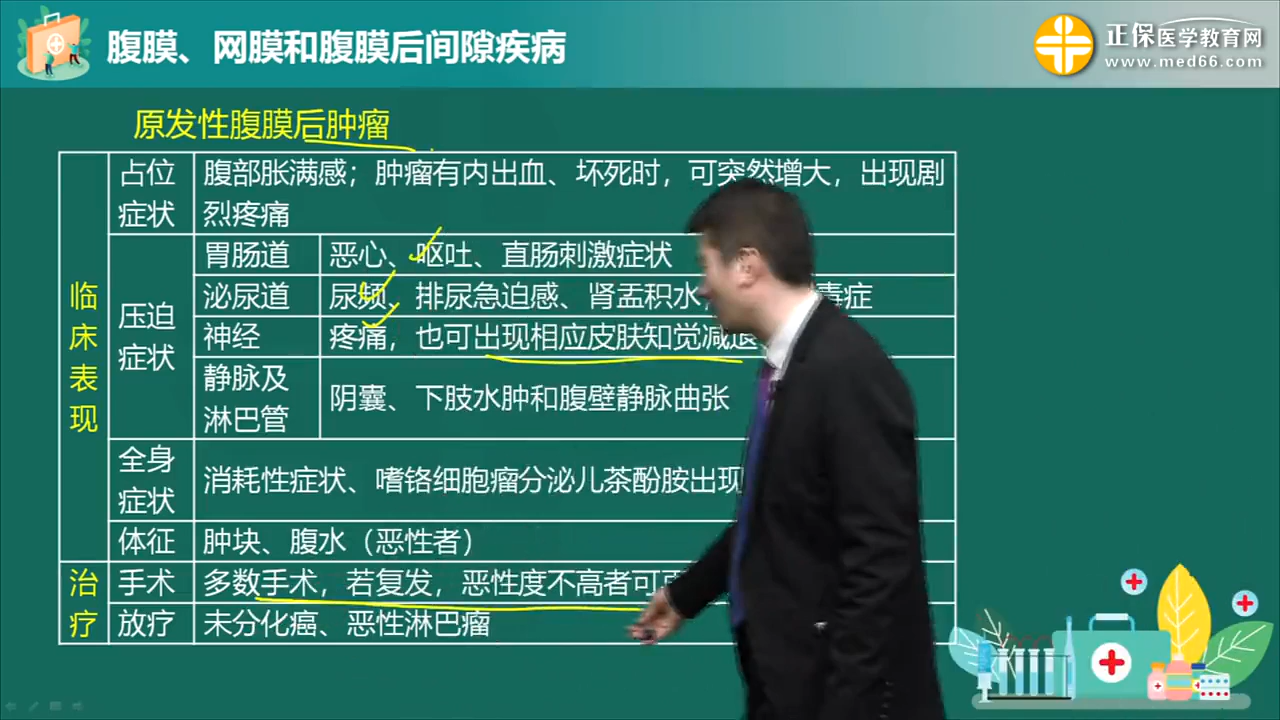 腹膜、网膜和腹膜后间隙疾病
正保医学教育网
www.med66.com
原发性腹膜后肿瘤
临床表现
占位症状
腹部胀满感；肿瘤有内出血、坏死时，可突然增大，出现剧
烈疼痛
压迫症状
胃肠道
恶心、呕吐、直肠刺激症状
泌尿道
尿频、排尿急迫感、肾盂积水，
毒症
神经
疼痛，也可出现相应皮肤知觉减退
静脉及
淋巴管
阴囊、下肢水肿和腹壁静脉曲张
全身症状
消耗性症状、嗜铬细胞瘤分泌儿茶酚胺出现
体征
肿块、腹水（恶性者）
治疗
手术
多数手术，若复发，恶性度不高者可
放疗
未分化癌、恶性淋巴瘤